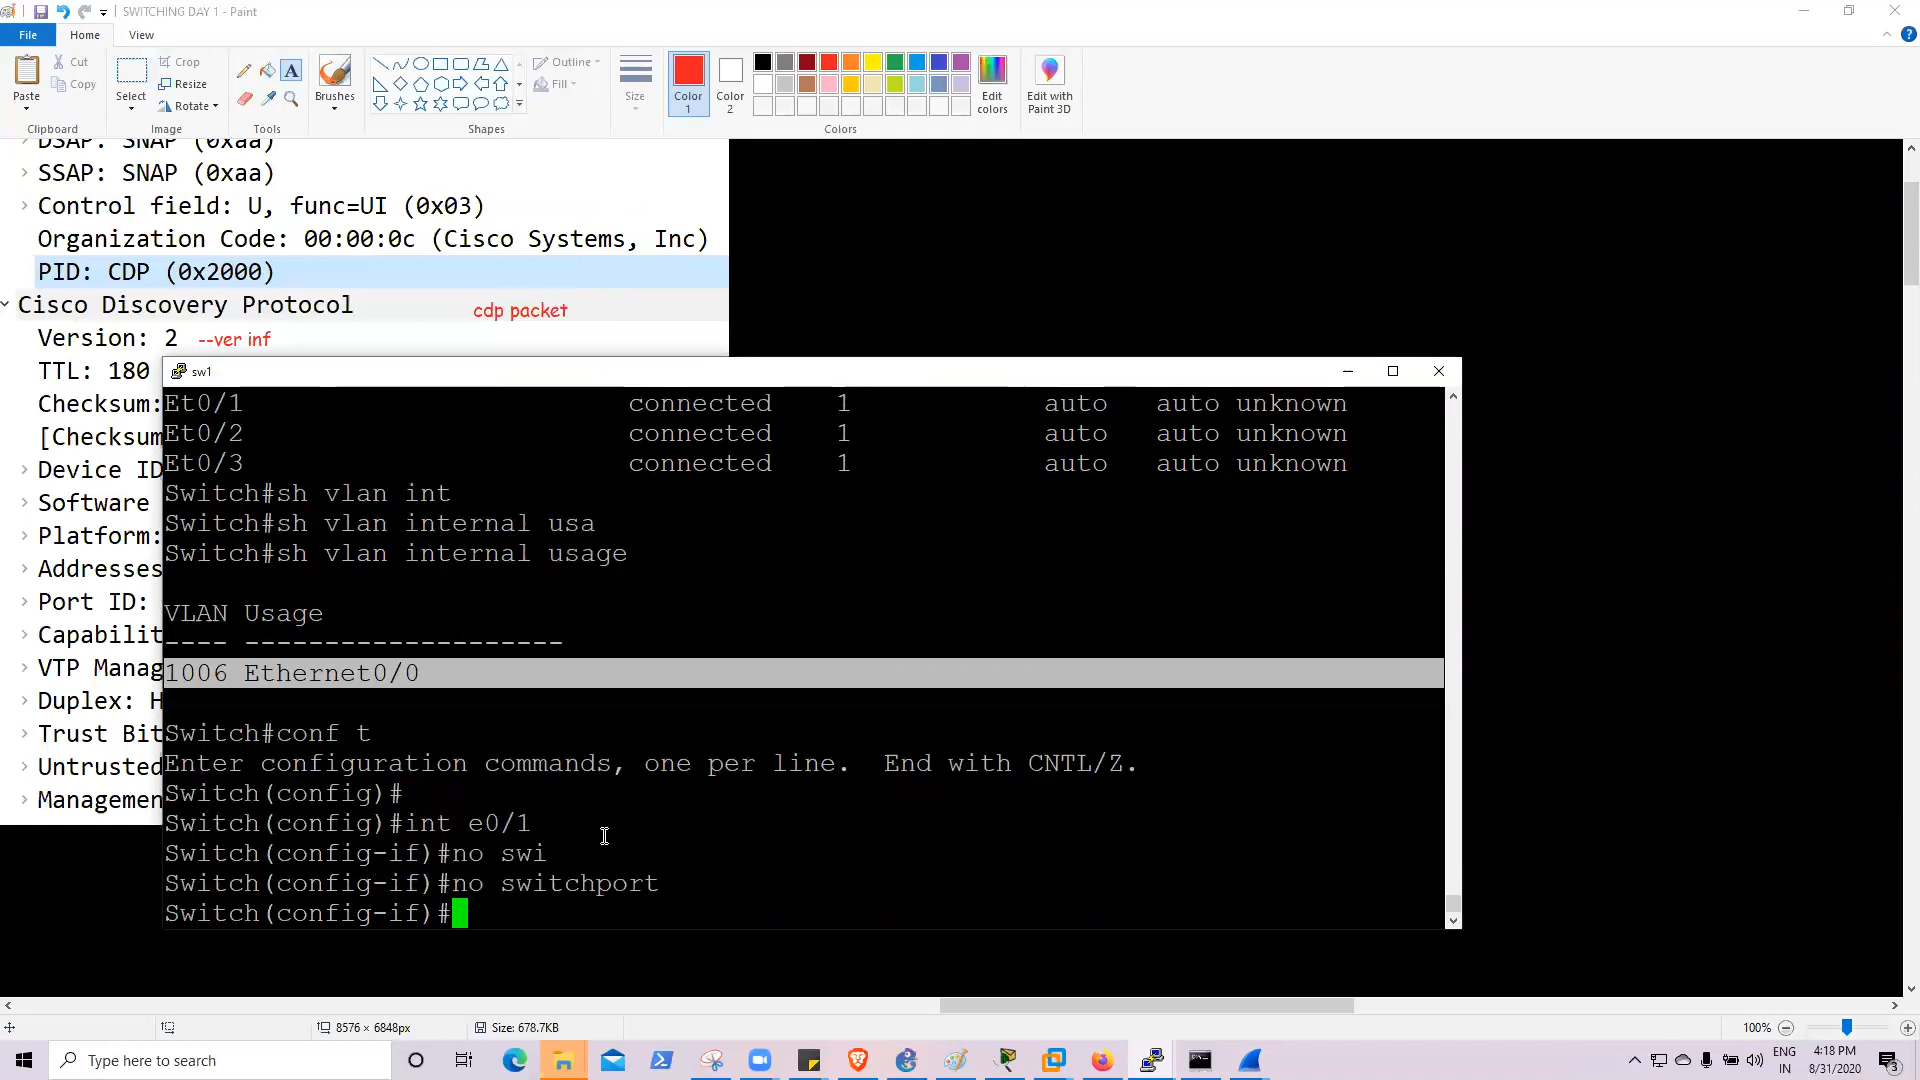 SWITCHING DAY 1 - Paint
File Home View
Paste
Cut
Copy
Clipboard
Select
Crop
Resize
Rotate
Image
A
Tools
Brushes
Outline
Fill
Shapes
Size
Color 1
Color 2
Edit colors
Colors
Edit with Paint 3D
DSAP: SNAP (0xaa)
SSAP: SNAP (0xaa)
Control field: U, func=UI (0x03)
Organization Code: 00:00:0c (Cisco Systems, Inc)
PID: CDP (0x2000)
Cisco Discovery Protocol
cdp packet
Version: 2 --ver inf
TTL: 180
Checksum:
[Checksum
Device ID
Software
Platform:
Addresses
Port ID:
Capabilit
VTP Manag
Duplex: H
Trust Bit
Untrusted
Managemen
sw1
Et0/1 connected 1 auto auto unknown
Et0/2 connected 1 auto auto unknown
Et0/3 connected 1 auto auto unknown
Switch#sh vlan int
Switch#sh vlan internal usa
Switch#sh vlan internal usage
VLAN Usage
---- --------------------
1006 Ethernet0/0
Switch#conf t
Enter configuration commands, one per line.  End with CNTL/Z.
Switch(config)#
Switch(config)#int e0/1
Switch(config-if)#no swi
Switch(config-if)#no switchport
Switch(config-if)#
8576 × 6848px
Size: 678.7KB
100%
Type here to search
ENG
IN
4:18 PM
8/31/2020
3